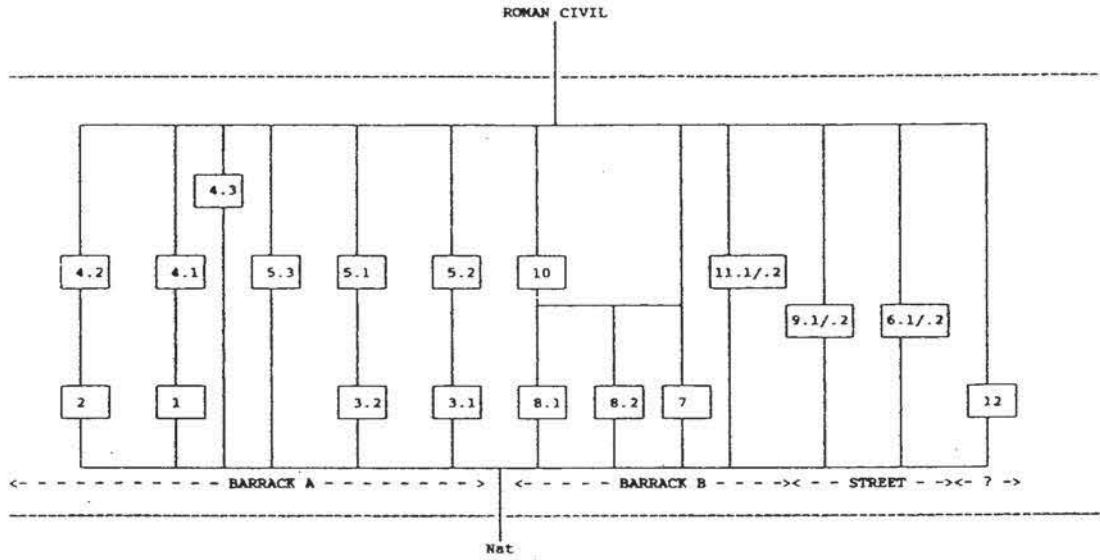 ROMAN CIVIL
4.3
4.2 4.1 5.3 5.1 5.2 10 11.1/.2
9.1/.2 6.1/.2
2 1 3.2 3.1 8.1 8.2 7 12
<- - - - - - - - - - - BARRACK A - - - - - - - - -> <- - - - - BARRACK B - - - -><- - - STREET - -><- ? ->
Nat